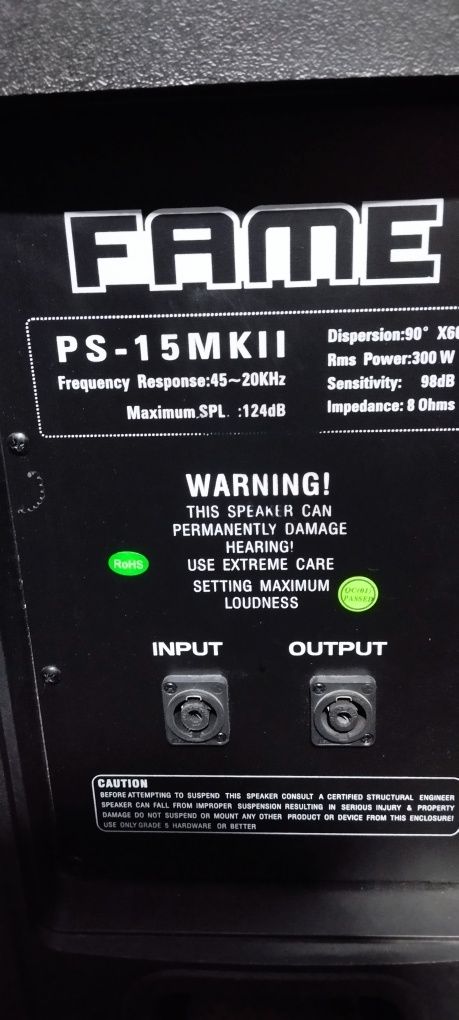 FAME
PS-15MKII
Frequency Response:45~20KHz
Maximum SPL. :124dB
Dispersion:90° X60
Rms Power:300 W
Sensitivity: 98dB
Impedance: 8 Ohms
WARNING!
THIS SPEAKER CAN
PERMANENTLY DAMAGE
HEARING!
USE EXTREME CARE
SETTING MAXIMUM
LOUDNESS
RoHS
QC(01)
PASSED
INPUT
OUTPUT
CAUTION
BEFORE ATTEMPTING TO SUSPEND THIS SPEAKER CONSULT A CERTIFIED STRUCTURAL ENGINEER
SPEAKER CAN FALL FROM IMPROPER SUSPENSION RESULTING IN SERIOUS INJURY & PROPERTY
DAMAGE DO NOT SUSPEND OR MOUNT ANY OTHER PRODUCT OR DEVICE FROM THIS ENCLOSURE!
USE ONLY GRADE 5 HARDWARE OR BETTER